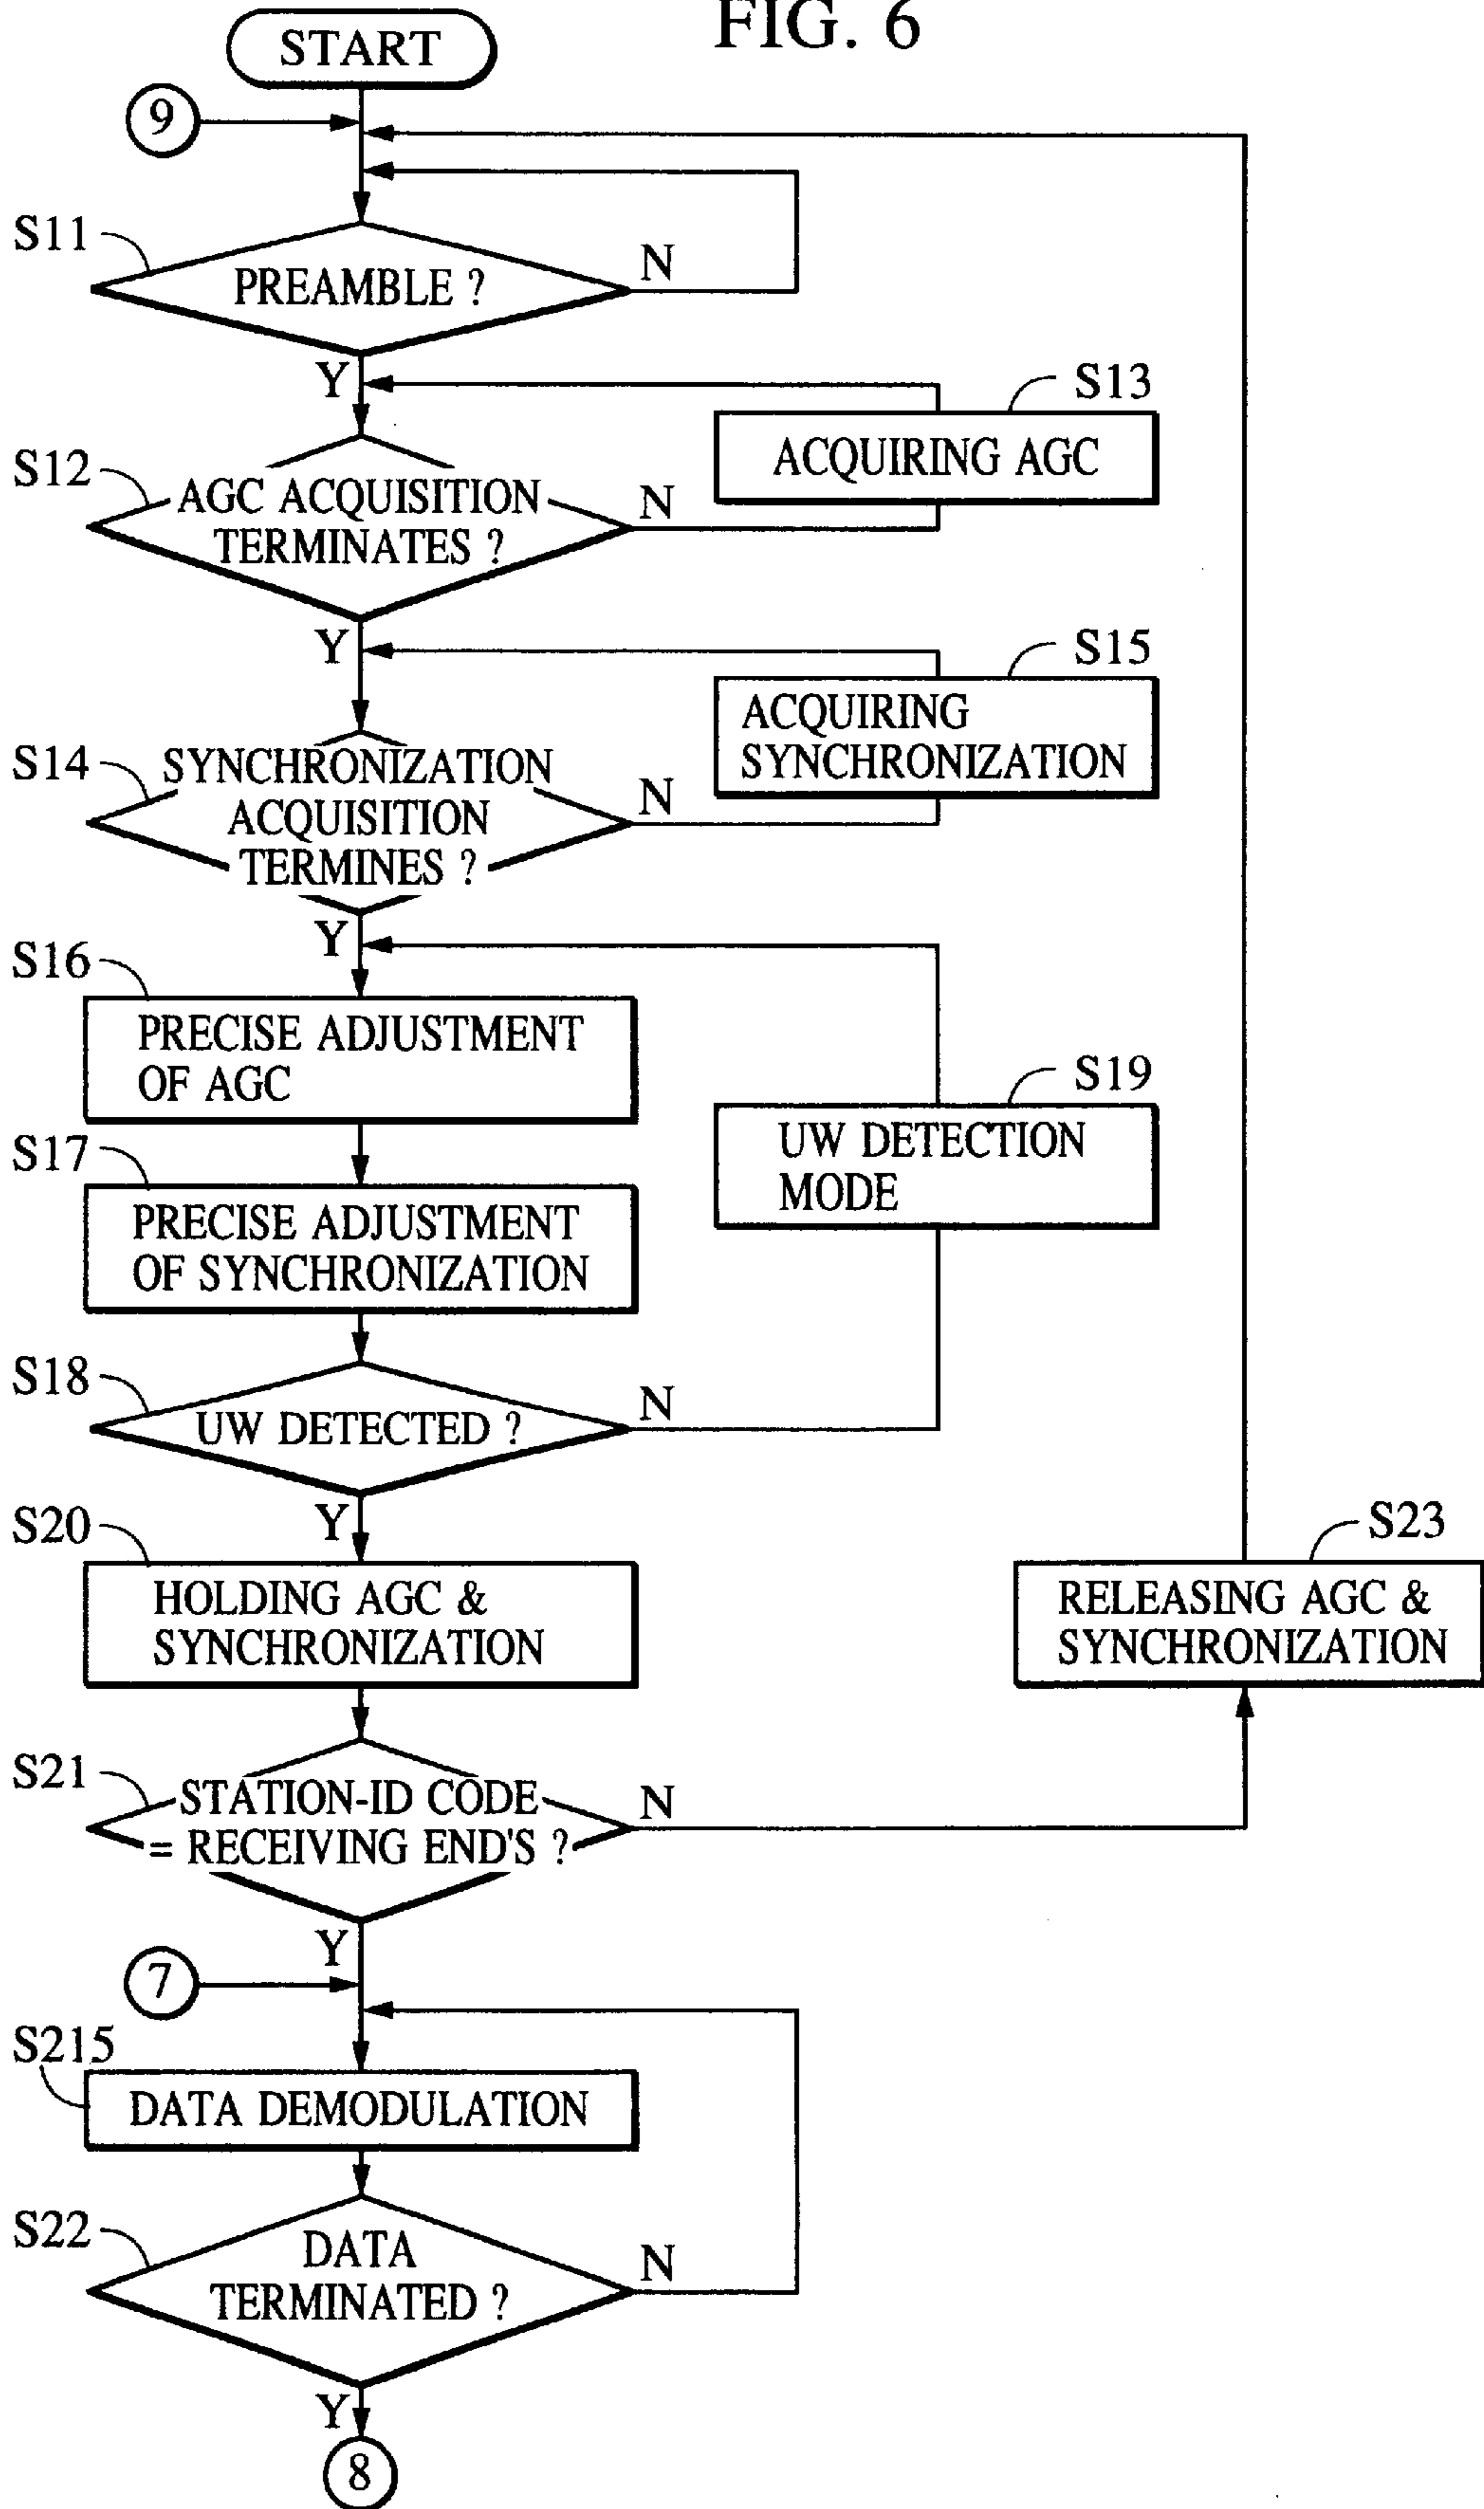 FIG. 6
START
9
S11
PREAMBLE ?
N
Y
S13
ACQUIRING AGC
S12
AGC ACQUISITION
TERMINATES ?
N
Y
S15
ACQUIRING
SYNCHRONIZATION
S14
SYNCHRONIZATION
ACQUISITION
TERMINES ?
N
Y
S16
PRECISE ADJUSTMENT
OF AGC
S19
UW DETECTION
MODE
S17
PRECISE ADJUSTMENT
OF SYNCHRONIZATION
S18
UW DETECTED ?
N
Y
S20
HOLDING AGC &
SYNCHRONIZATION
S23
RELEASING AGC &
SYNCHRONIZATION
S21
STATION-ID CODE
= RECEIVING END'S ?
N
Y
7
S215
DATA DEMODULATION
S22
DATA
TERMINATED ?
N
Y
8